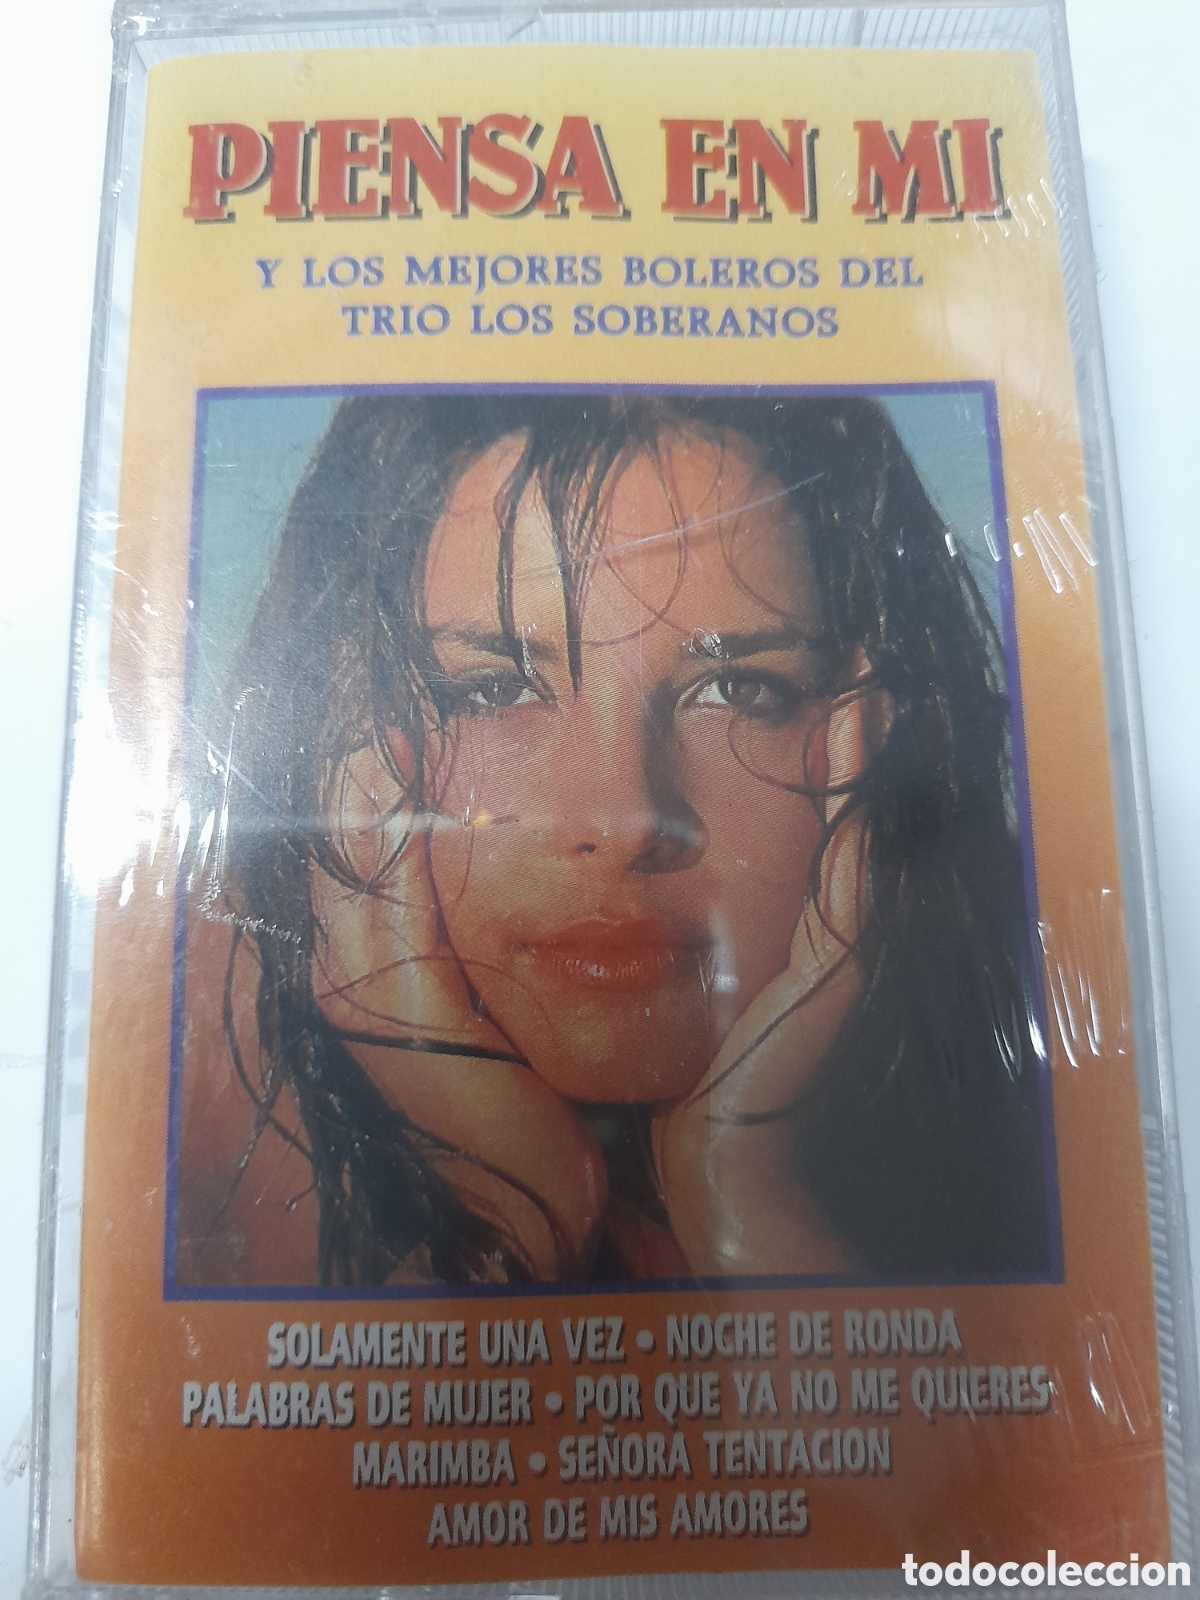 PIENSA EN MI
Y LOS MEJORES BOLEROS DEL
TRIO LOS SOBERANOS
SOLAMENTE UNA VEZ • NOCHE DE RONDA
PALABRAS DE MUJER • POR QUE YA NO ME QUIERES
MARIMBA • SEÑORA TENTACION
AMOR DE MIS AMORES
todocoleccion